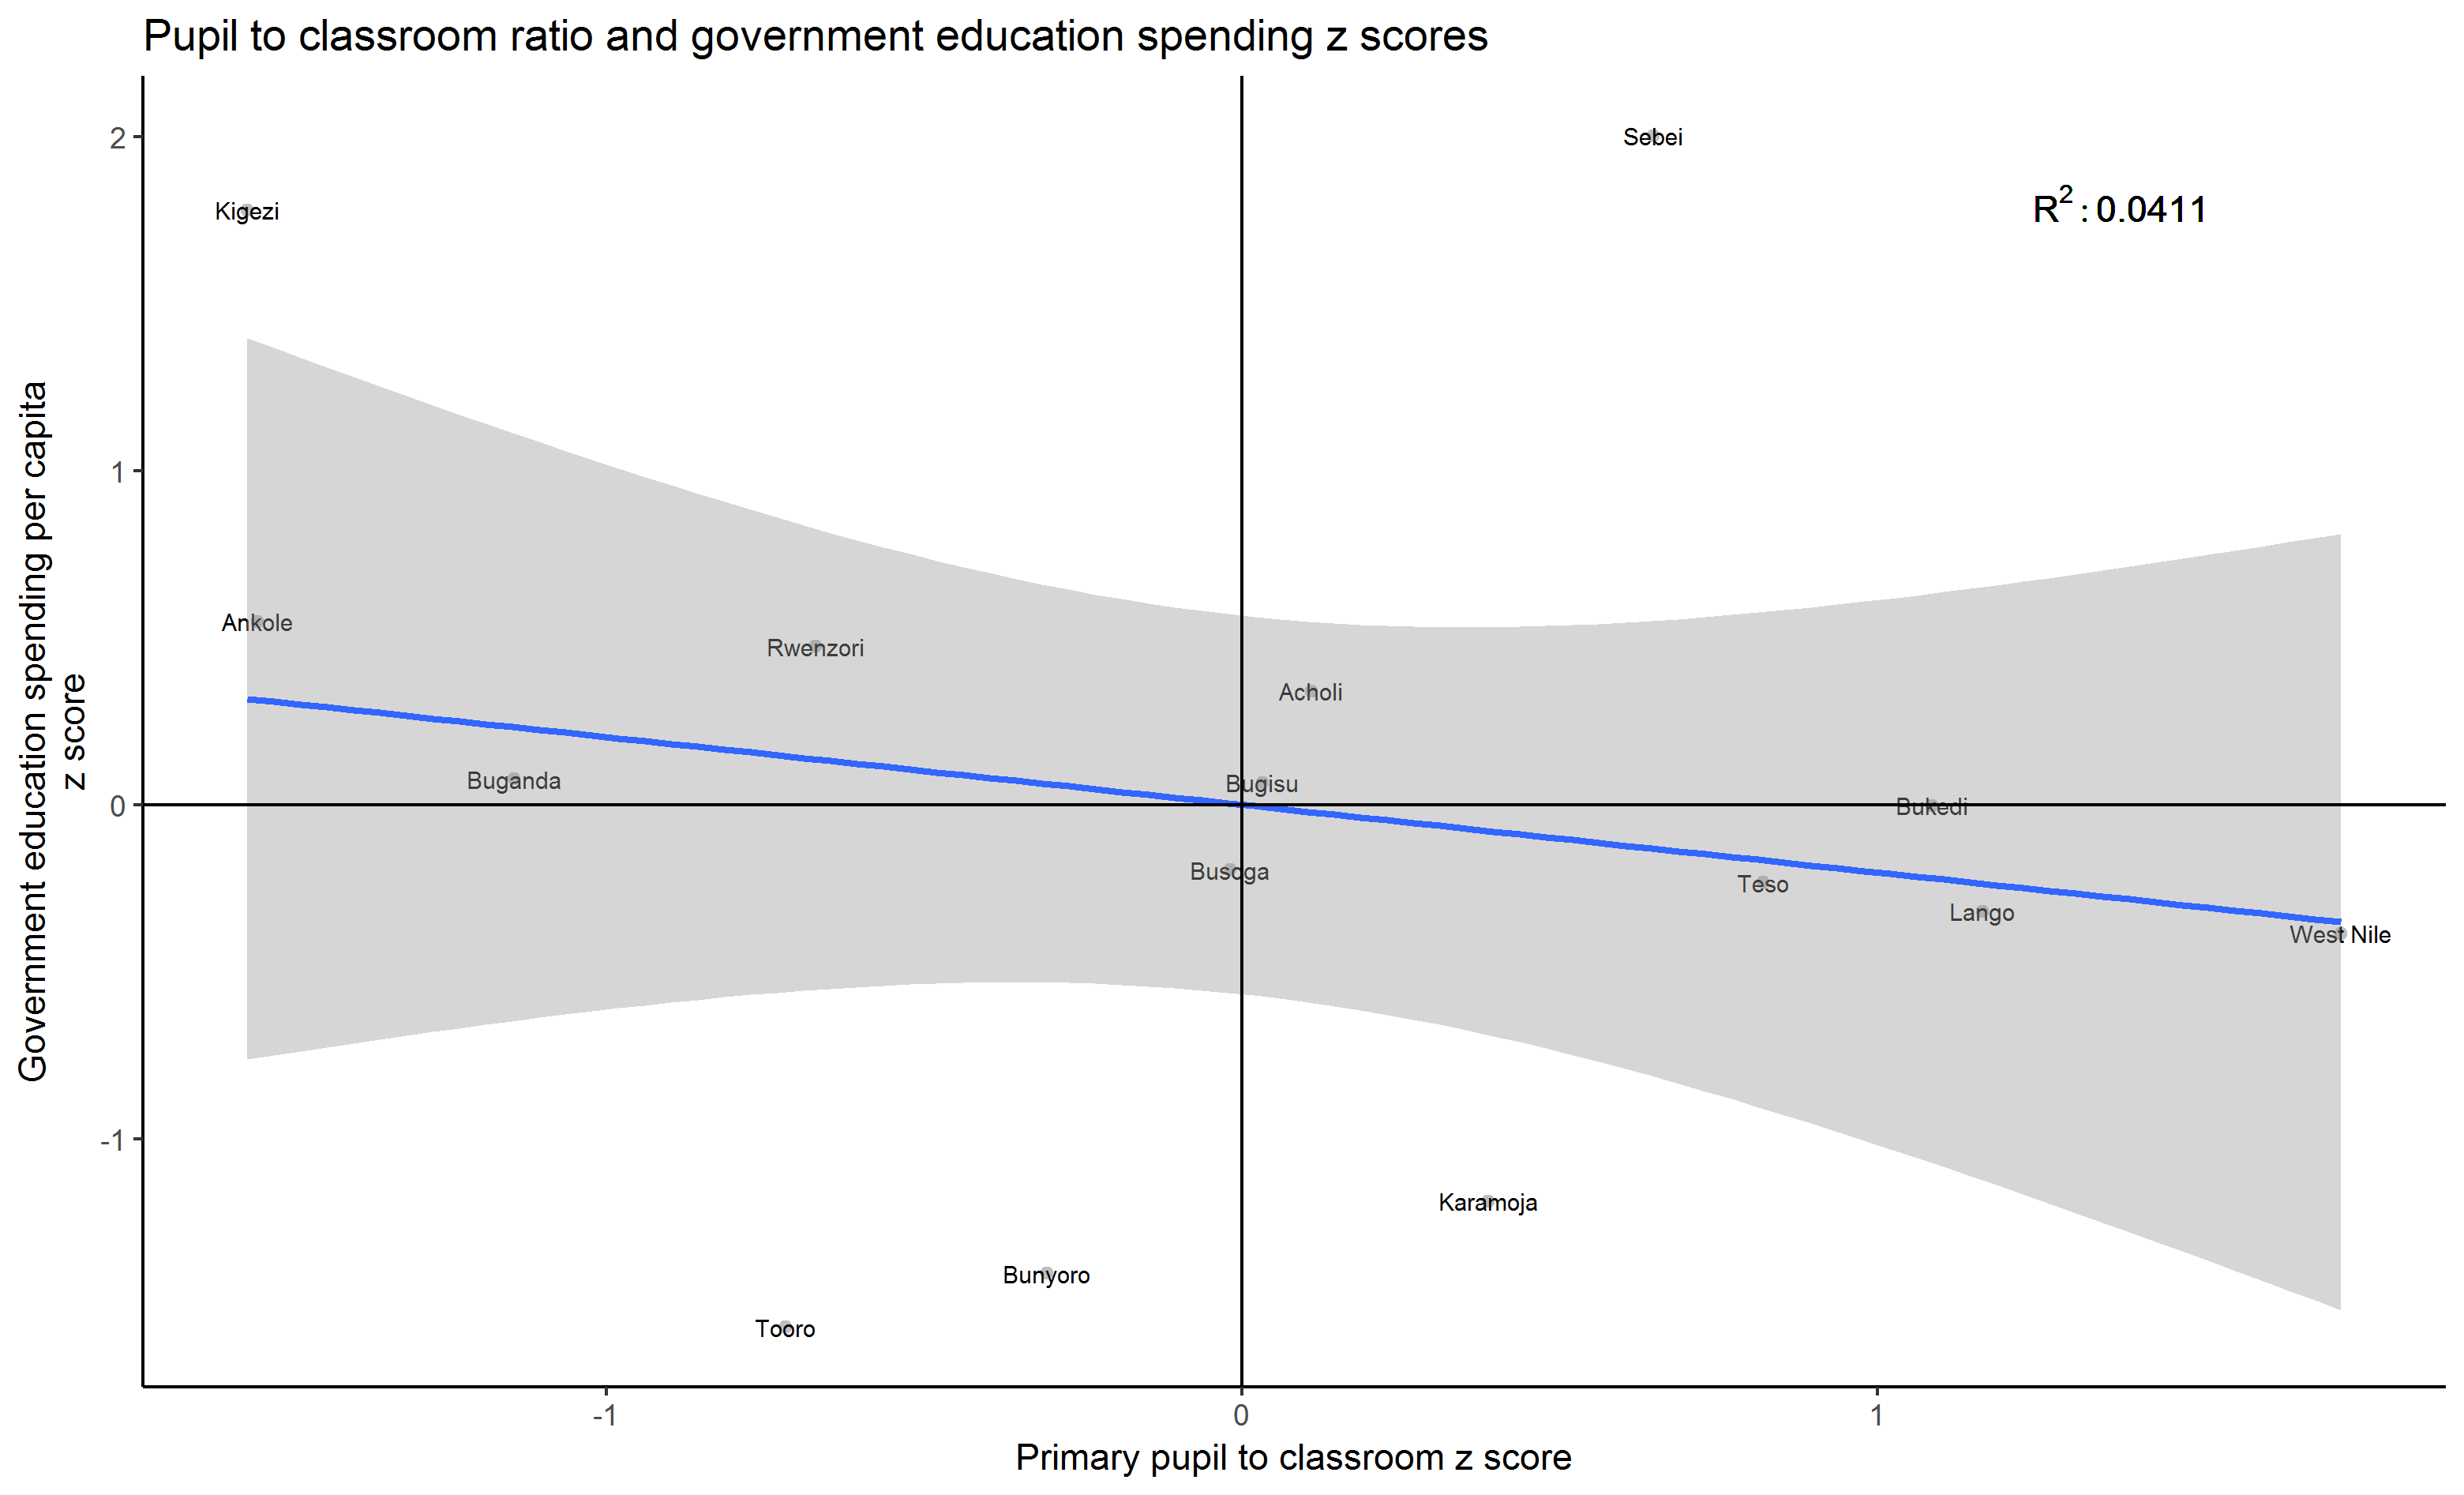 Pupil to classroom ratio and government education spending z scores
Government education spending per capita
z score
2
1
0
-1
Sebei
R²: 0.0411
Kigezi
Ankole
Rwenzori
Acholi
Buganda
Bugisu
Bukedi
Busoga
Teso
Lango
West Nile
Karamoja
Bunyoro
Tooro
-1
0
1
Primary pupil to classroom z score